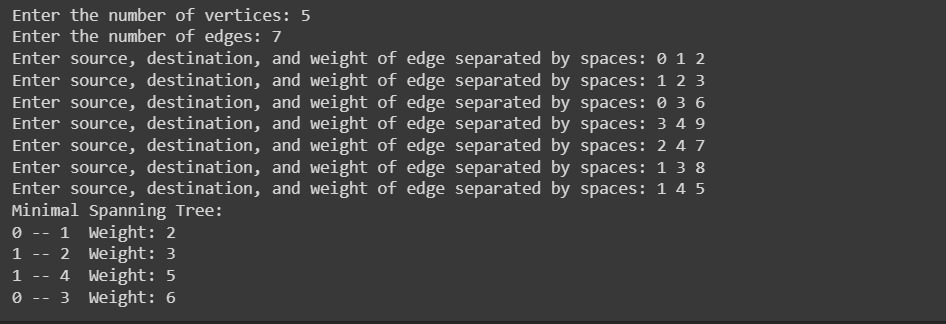 Enter the number of vertices: 5
Enter the number of edges: 7
Enter source, destination, and weight of edge separated by spaces: 0 1 2
Enter source, destination, and weight of edge separated by spaces: 1 2 3
Enter source, destination, and weight of edge separated by spaces: 0 3 6
Enter source, destination, and weight of edge separated by spaces: 3 4 9
Enter source, destination, and weight of edge separated by spaces: 2 4 7
Enter source, destination, and weight of edge separated by spaces: 1 3 8
Enter source, destination, and weight of edge separated by spaces: 1 4 5
Minimal Spanning Tree:
0 -- 1  Weight: 2
1 -- 2  Weight: 3
1 -- 4  Weight: 5
0 -- 3  Weight: 6